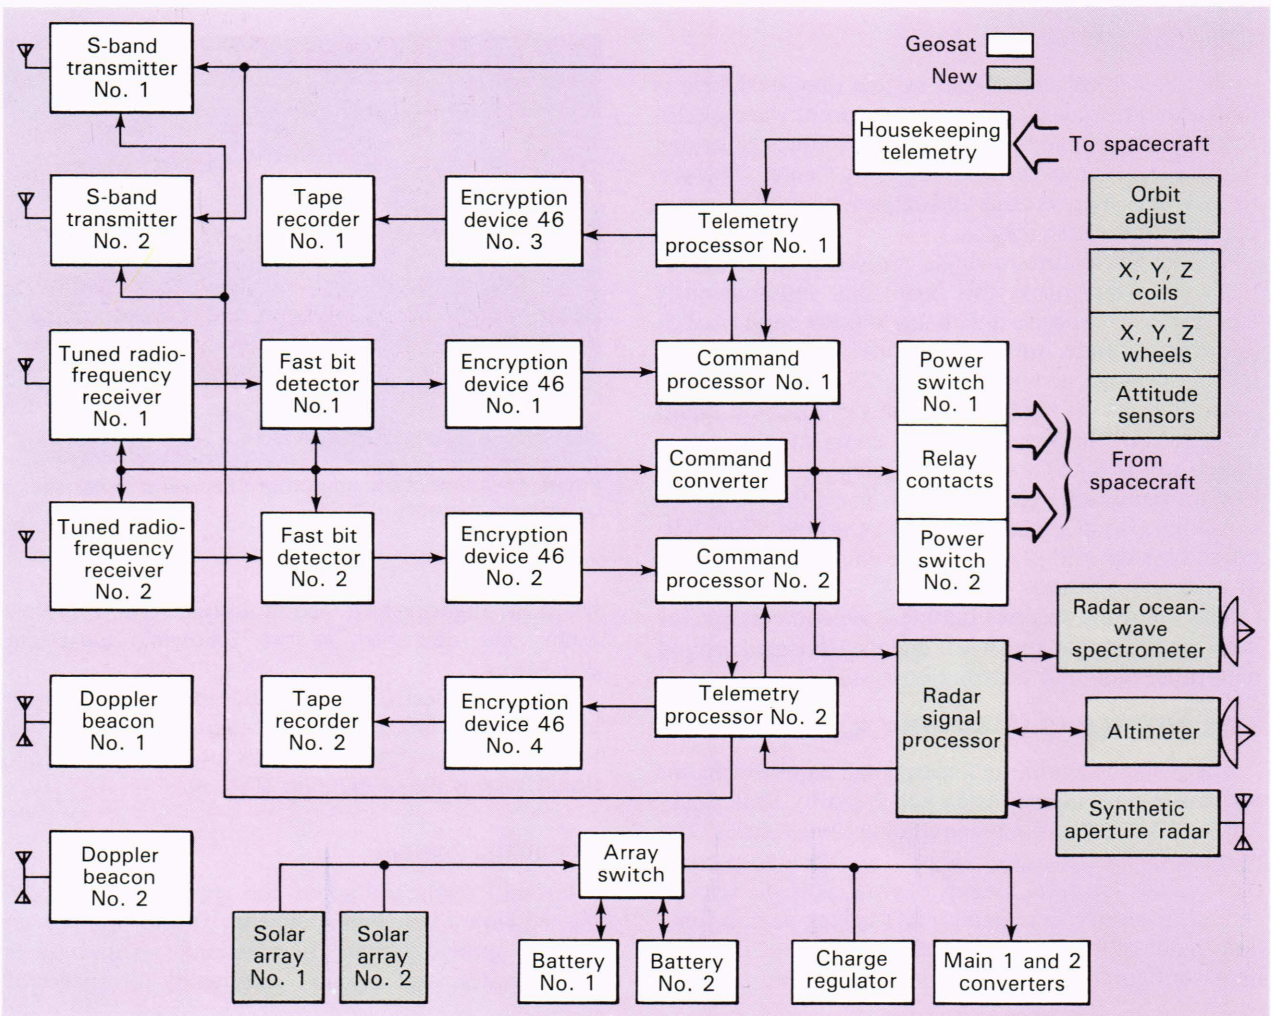 S-band
transmitter
No. 1
Geosat
New
Housekeeping
telemetry
To spacecraft
S-band
transmitter
No. 2
Tape
recorder
No. 1
Encryption
device 46
No. 3
Telemetry
processor No. 1
Orbit
adjust
X, Y, Z
coils
X, Y, Z
wheels
Attitude
sensors
Tuned radio-
frequency
receiver
No. 1
Fast bit
detector
No.1
Encryption
device 46
No. 1
Command
processor No. 1
Power
switch
No. 1
Command
converter
Relay
contacts
From
spacecraft
Tuned radio-
frequency
receiver
No. 2
Fast bit
detector
No. 2
Encryption
device 46
No. 2
Command
processor No. 2
Power
switch
No. 2
Radar ocean-
wave
spectrometer
Doppler
beacon
No. 1
Tape
recorder
No. 2
Encryption
device 46
No. 4
Telemetry
processor No. 2
Radar
signal
processor
Altimeter
Synthetic
aperture radar
Doppler
beacon
No. 2
Array
switch
Solar
array
No. 1
Solar
array
No. 2
Battery
No. 1
Battery
No. 2
Charge
regulator
Main 1 and 2
converters